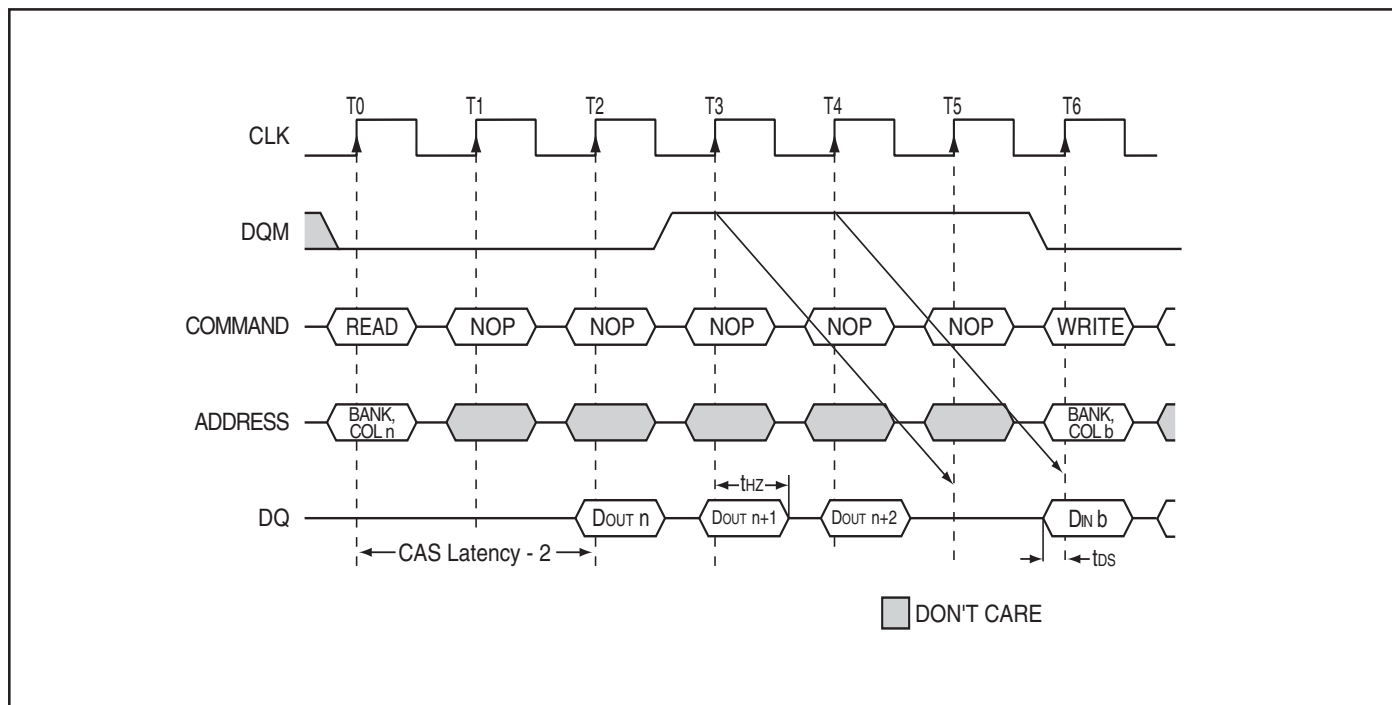 T0 T1 T2 T3 T4 T5 T6
CLK
DQM
COMMAND READ NOP NOP NOP NOP NOP WRITE
ADDRESS BANK, COL n BANK, COL b
tHZ
DQ DOUT n DOUT n+1 DOUT n+2 DIN b
CAS Latency - 2 tDS
DON'T CARE